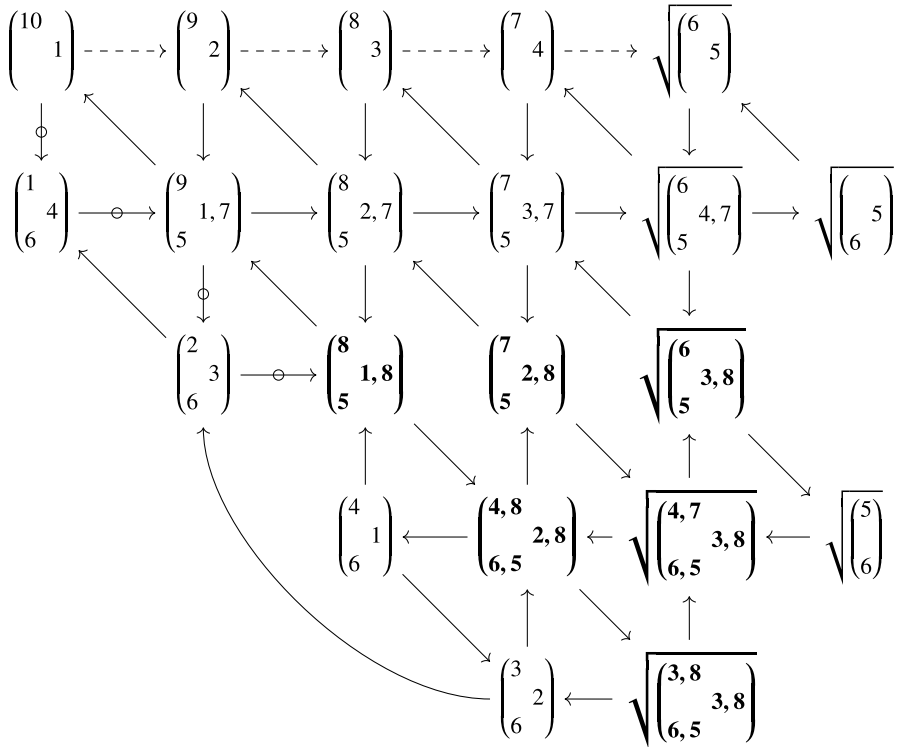 (10 1) (9 2) (8 3) (7 4) √(6 5)
(1 4 6) (9 1,7 5) (8 2,7 5) (7 3,7 5) √(6 4,7 5) √(5 6)
(2 3 6) (8 1,8 5) (7 2,8 5) √(6 3,8 5)
(4 1 6) (4,8 2,8 6,5) √(4,7 3,8 6,5) √(5 6)
(3 2 6) √(3,8 3,8 6,5)